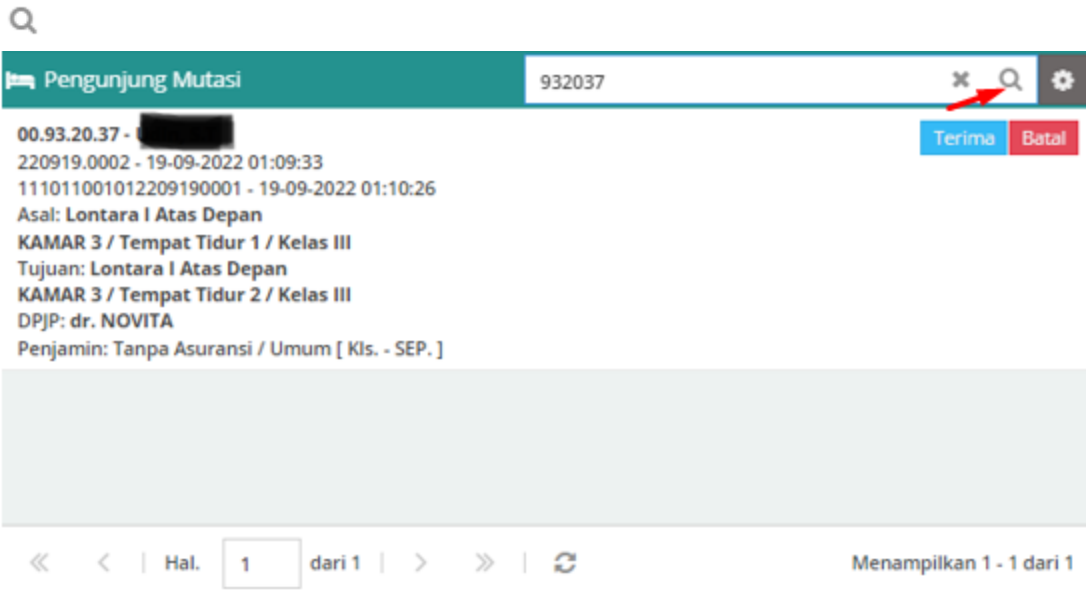 Pengunjung Mutasi 932037
00.93.20.37 -
Terima Batal
220919.0002 - 19-09-2022 01:09:33
111011001012209190001 - 19-09-2022 01:10:26
Asal: Lontara I Atas Depan
KAMAR 3 / Tempat Tidur 1 / Kelas III
Tujuan: Lontara I Atas Depan
KAMAR 3 / Tempat Tidur 2 / Kelas III
DPJP: dr. NOVITA
Penjamin: Tanpa Asuransi / Umum [ Kls. - SEP. ]
Hal. 1 dari 1 Menampilkan 1 - 1 dari 1